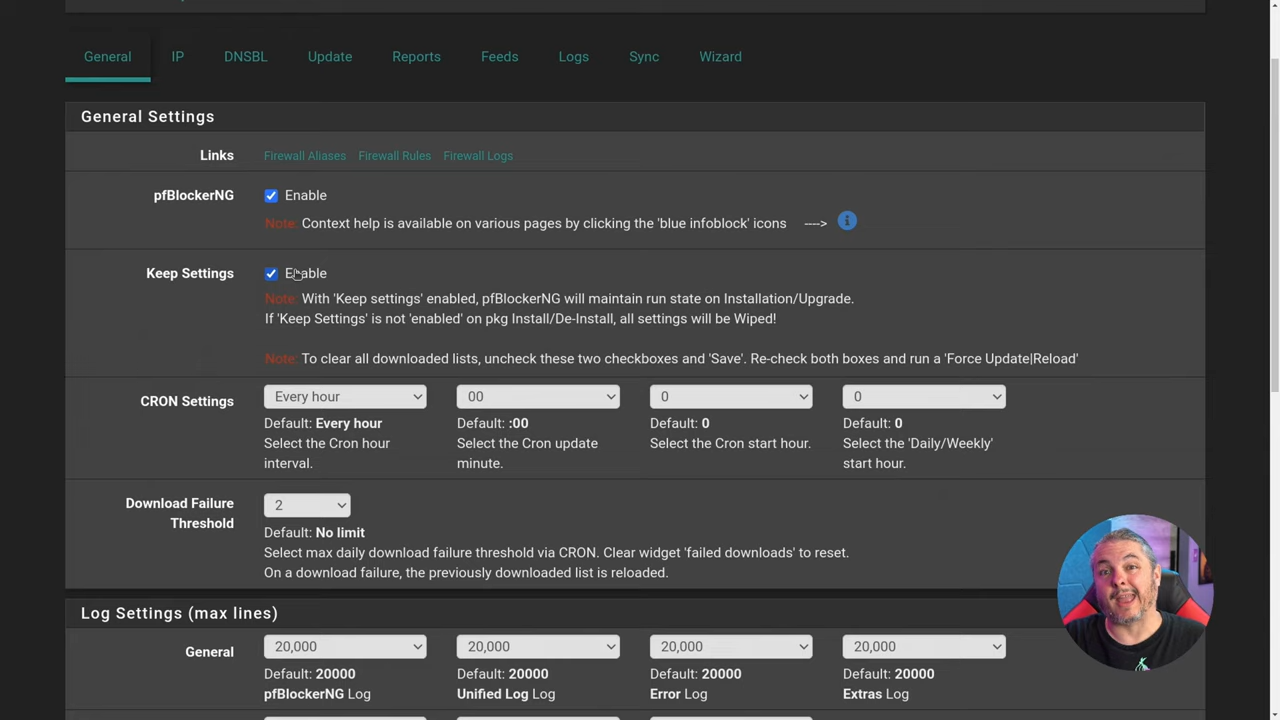 General IP DNSBL Update Reports Feeds Logs Sync Wizard
General Settings
Links Firewall Aliases Firewall Rules Firewall Logs
pfBlockerNG Enable
Note: Context help is available on various pages by clicking the 'blue infoblock' icons ---->
Keep Settings Enable
Note: With 'Keep settings' enabled, pfBlockerNG will maintain run state on Installation/Upgrade.
If 'Keep Settings' is not 'enabled' on pkg Install/De-Install, all settings will be Wiped!
Note: To clear all downloaded lists, uncheck these two checkboxes and 'Save'. Re-check both boxes and run a 'Force Update|Reload'
CRON Settings Every hour 00 0 0
Default: Every hour Default: :00 Default: 0 Default: 0
Select the Cron hour Select the Cron update Select the Cron start hour. Select the 'Daily/Weekly'
interval. minute. start hour.
Download Failure 2
Threshold
Default: No limit
Select max daily download failure threshold via CRON. Clear widget 'failed downloads' to reset.
On a download failure, the previously downloaded list is reloaded.
Log Settings (max lines)
General 20,000 20,000 20,000 20,000
Default: 20000 Default: 20000 Default: 20000 Default: 20000
pfBlockerNG Log Unified Log Log Error Log Extras Log